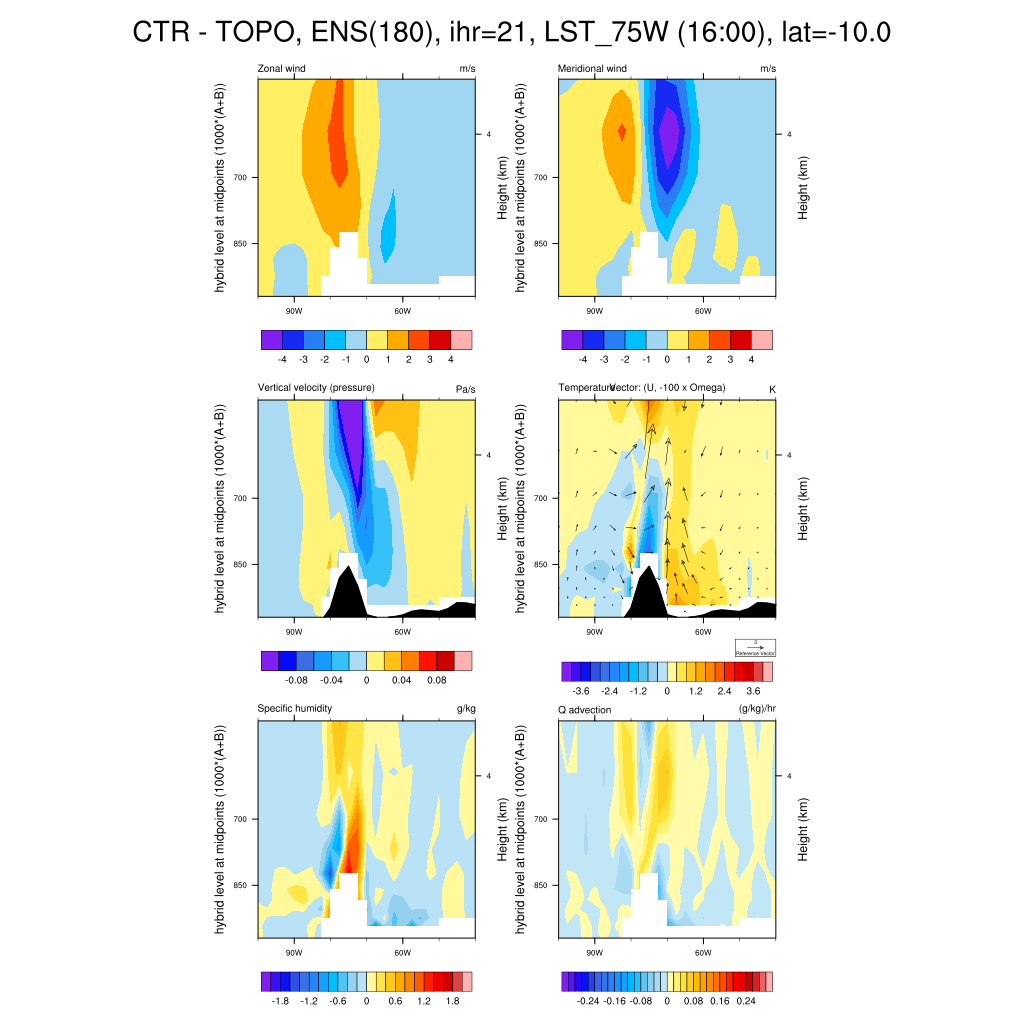 CTR - TOPO, ENS(180), ihr=21, LST_75W (16:00), lat=-10.0
Zonal wind m/s
hybrid level at midpoints (1000*(A+B))
700
850
4
Height (km)
90W 60W
-4 -3 -2 -1 0 1 2 3 4
Meridional wind m/s
hybrid level at midpoints (1000*(A+B))
700
850
4
Height (km)
90W 60W
-4 -3 -2 -1 0 1 2 3 4
Vertical velocity (pressure) Pa/s
hybrid level at midpoints (1000*(A+B))
700
850
4
Height (km)
90W 60W
-0.08 -0.04 0 0.04 0.08
Temperature Vector: (U, -100 x Omega) K
hybrid level at midpoints (1000*(A+B))
700
850
4
Height (km)
90W 60W
3
Reference Vector
-3.6 -2.4 -1.2 0 1.2 2.4 3.6
Specific humidity g/kg
hybrid level at midpoints (1000*(A+B))
700
850
4
Height (km)
90W 60W
-1.8 -1.2 -0.6 0 0.6 1.2 1.8
Q advection (g/kg)/hr
hybrid level at midpoints (1000*(A+B))
700
850
4
Height (km)
90W 60W
-0.24 -0.16 -0.08 0 0.08 0.16 0.24